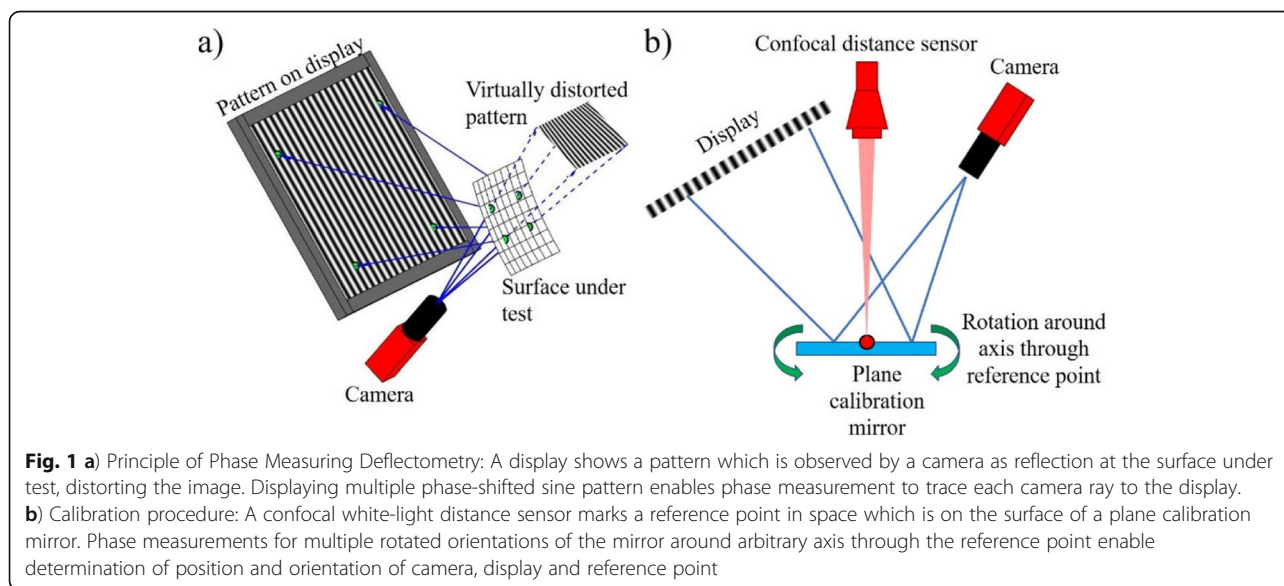 a)
Pattern on display
Virtually distorted
pattern
Surface under
test
Camera
b)
Confocal distance sensor
Camera
Display
Rotation around
axis through
reference point
Plane
calibration
mirror
Fig. 1 a) Principle of Phase Measuring Deflectometry: A display shows a pattern which is observed by a camera as reflection at the surface under
test, distorting the image. Displaying multiple phase-shifted sine pattern enables phase measurement to trace each camera ray to the display.
b) Calibration procedure: A confocal white-light distance sensor marks a reference point in space which is on the surface of a plane calibration
mirror. Phase measurements for multiple rotated orientations of the mirror around arbitrary axis through the reference point enable
determination of position and orientation of camera, display and reference point